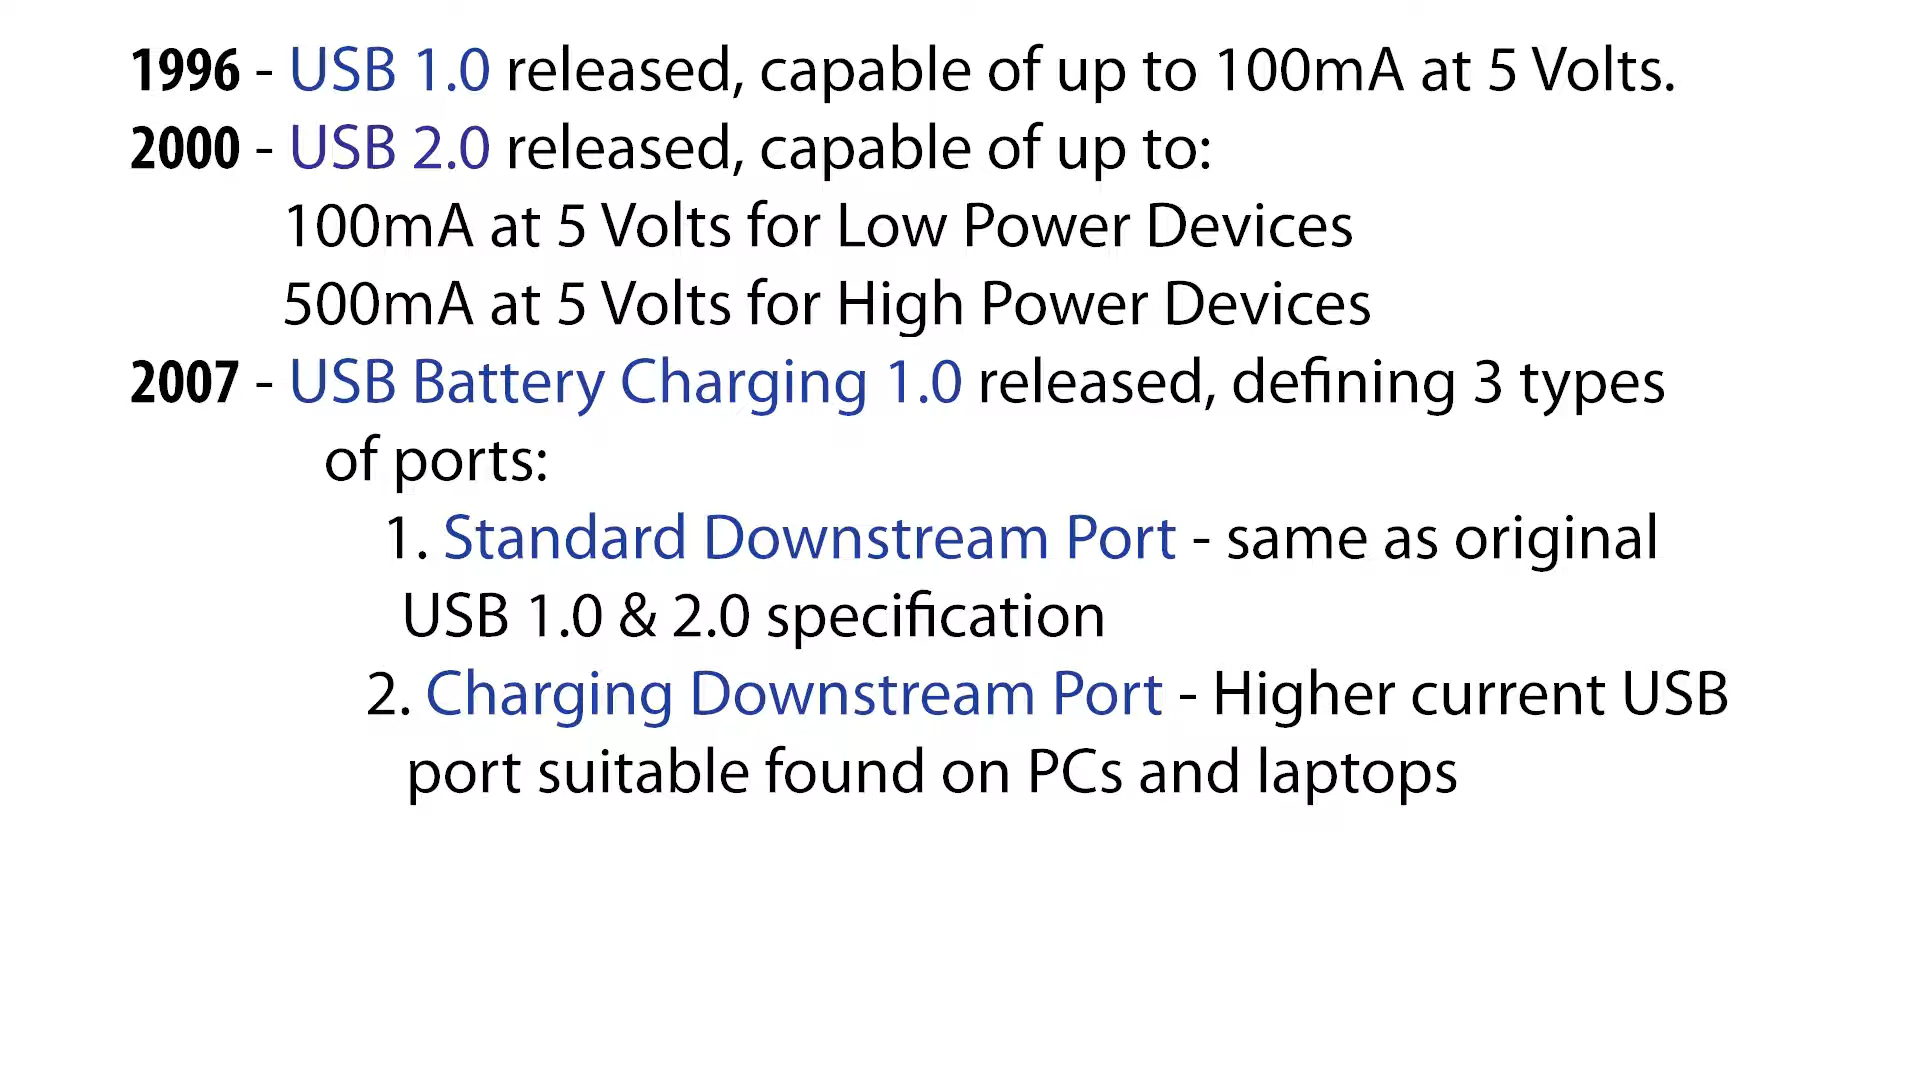 1996 - USB 1.0 released, capable of up to 100mA at 5 Volts.
2000 - USB 2.0 released, capable of up to:
100mA at 5 Volts for Low Power Devices
500mA at 5 Volts for High Power Devices
2007 - USB Battery Charging 1.0 released, defining 3 types
of ports:
1. Standard Downstream Port - same as original
USB 1.0 & 2.0 specification
2. Charging Downstream Port - Higher current USB
port suitable found on PCs and laptops